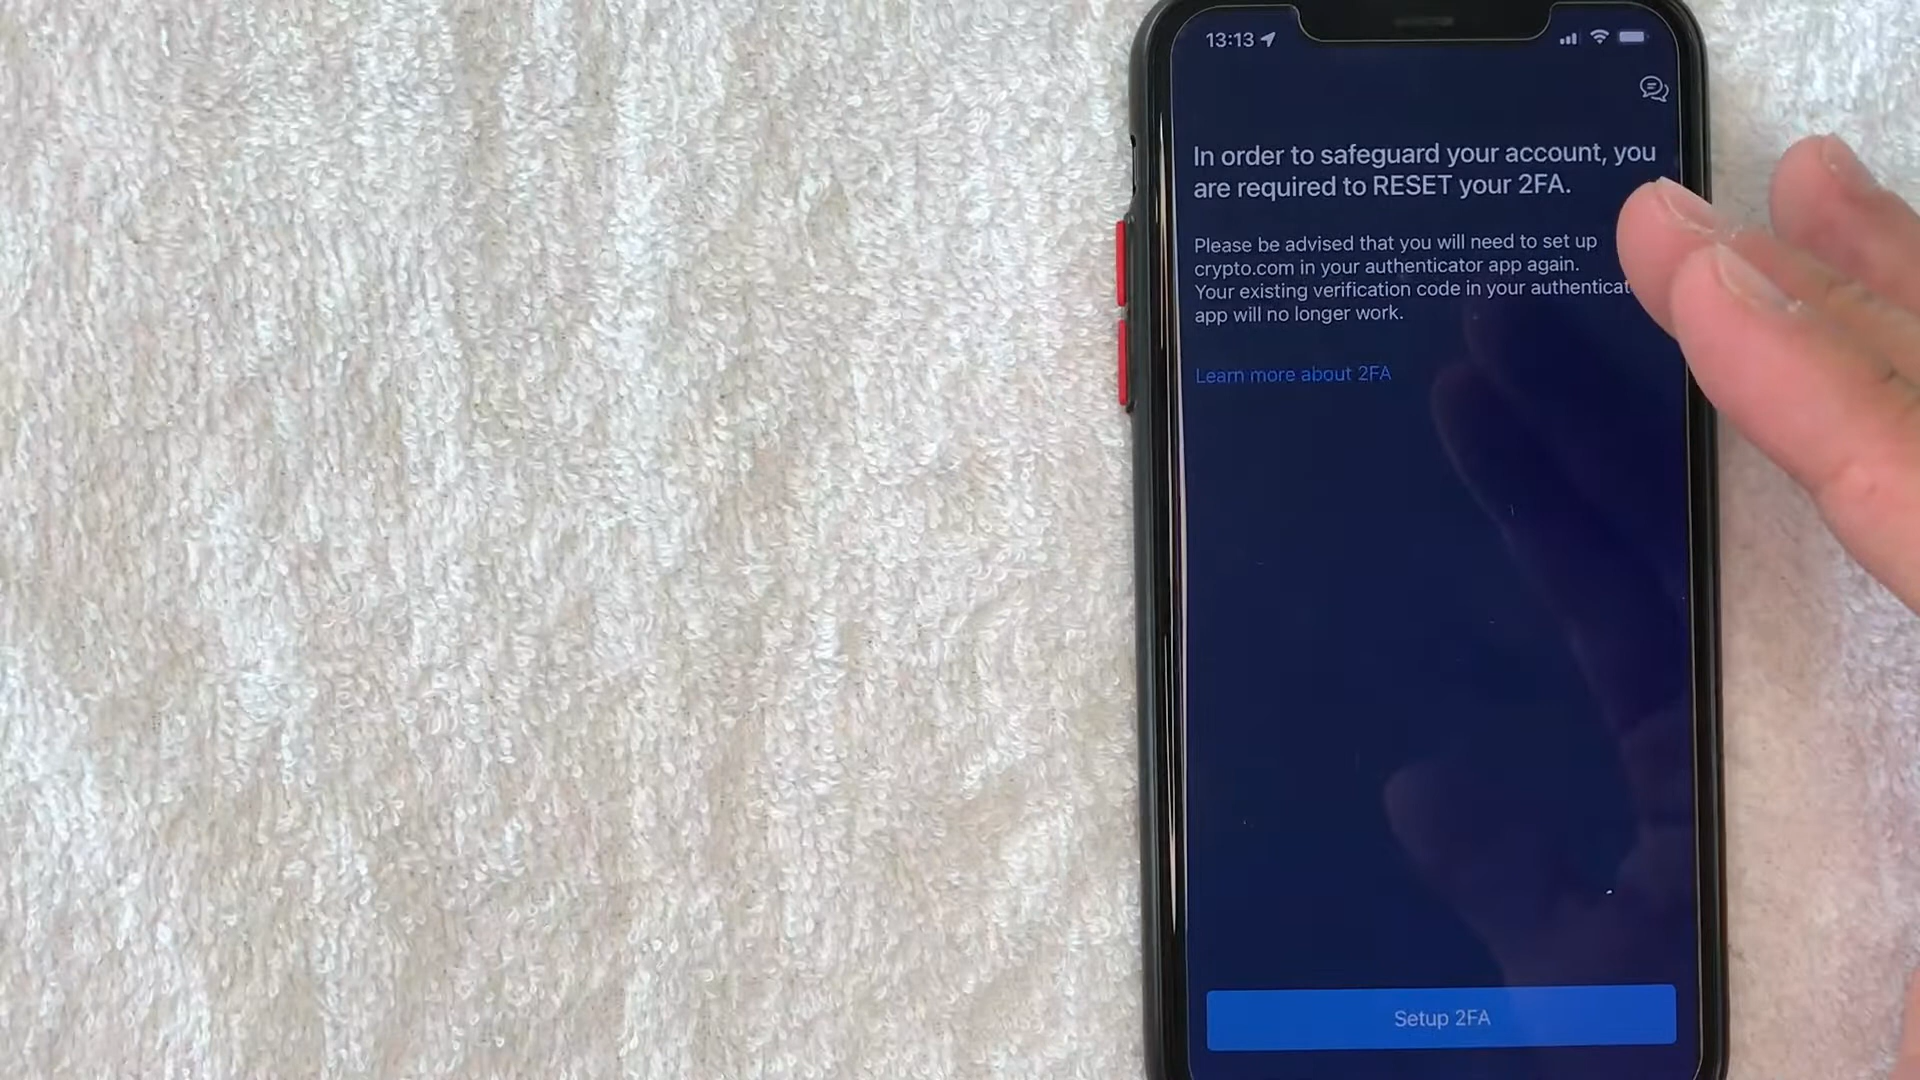 13:13
In order to safeguard your account, you
are required to RESET your 2FA.
Please be advised that you will need to set up
crypto.com in your authenticator app again.
Your existing verification code in your authenticat
app will no longer work.
Learn more about 2FA
Setup 2FA